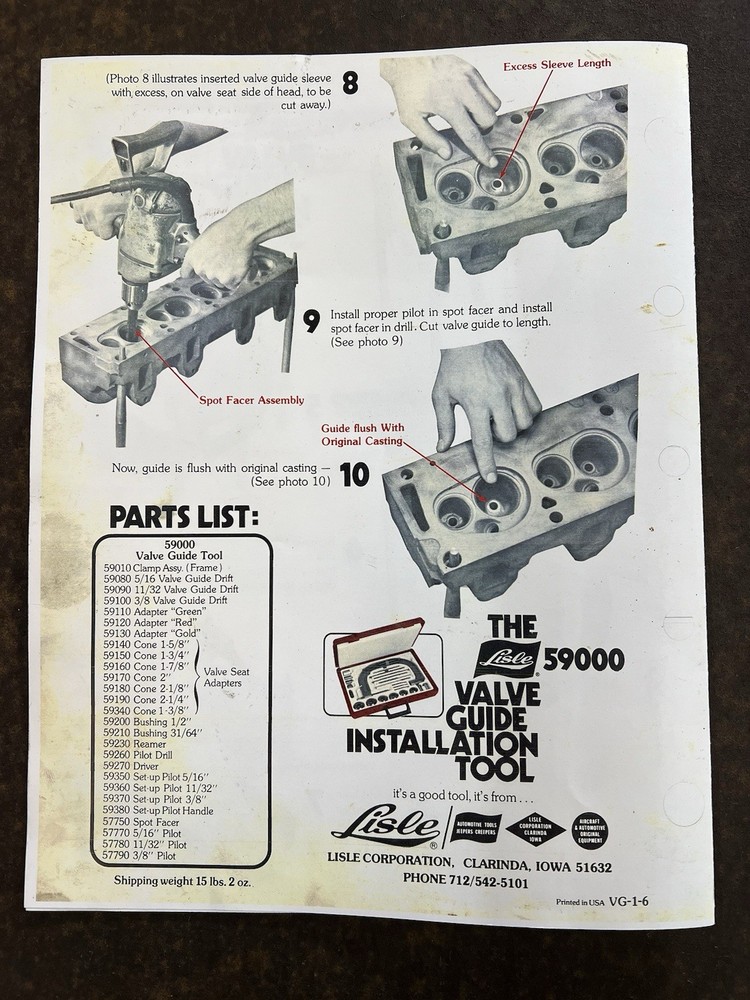 (Photo 8 illustrates inserted valve guide sleeve
with, excess, on valve seat side of head, to be
cut away.)
8
Excess Sleeve Length
9
Install proper pilot in spot facer and install
spot facer in drill. Cut valve guide to length.
(See photo 9)
Spot Facer Assembly
Guide flush With
Original Casting
Now, guide is flush with original casting —
(See photo 10)
10
PARTS LIST:
59000
Valve Guide Tool
59010 Clamp Assy. (Frame)
59080 5/16 Valve Guide Drift
59090 11/32 Valve Guide Drift
59100 3/8 Valve Guide Drift
59110 Adapter "Green"
59120 Adapter "Red"
59130 Adapter "Gold"
59140 Cone 1-5/8"
59150 Cone 1-3/4"
59160 Cone 1-7/8"
59170 Cone 2"
59180 Cone 2-1/8"
59190 Cone 2-1/4"
59340 Cone 1-3/8"
Valve Seat
Adapters
59200 Bushing 1/2"
59210 Bushing 31/64"
59230 Reamer
59260 Pilot Drill
59270 Driver
59350 Set-up Pilot 5/16"
59360 Set-up Pilot 11/32"
59370 Set-up Pilot 3/8"
59380 Set-up Pilot Handle
57750 Spot Facer
57770 5/16" Pilot
57780 11/32" Pilot
57790 3/8" Pilot
Shipping weight 15 lbs. 2 oz.
THE
Lisle® 59000
VALVE
GUIDE
INSTALLATION
TOOL
it's a good tool, it's from . . .
Lisle®
AUTOMOTIVE TOOLS
JEEPERS CREEPERS
LISLE
CORPORATION
CLARINDA
IOWA
AIRCRAFT
& AUTOMOTIVE
ORIGINAL
EQUIPMENT
LISLE CORPORATION, CLARINDA, IOWA 51632
PHONE 712/542-5101
Printed in USA VG-1-6